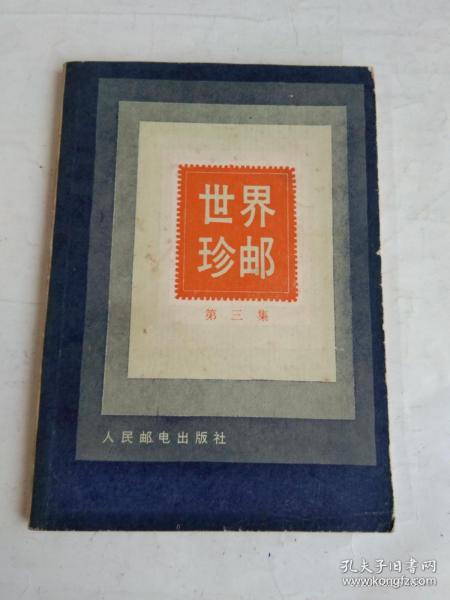 世界
珍邮
第三集
人民邮电出版社
孔夫子旧书网
www.kongfz.com